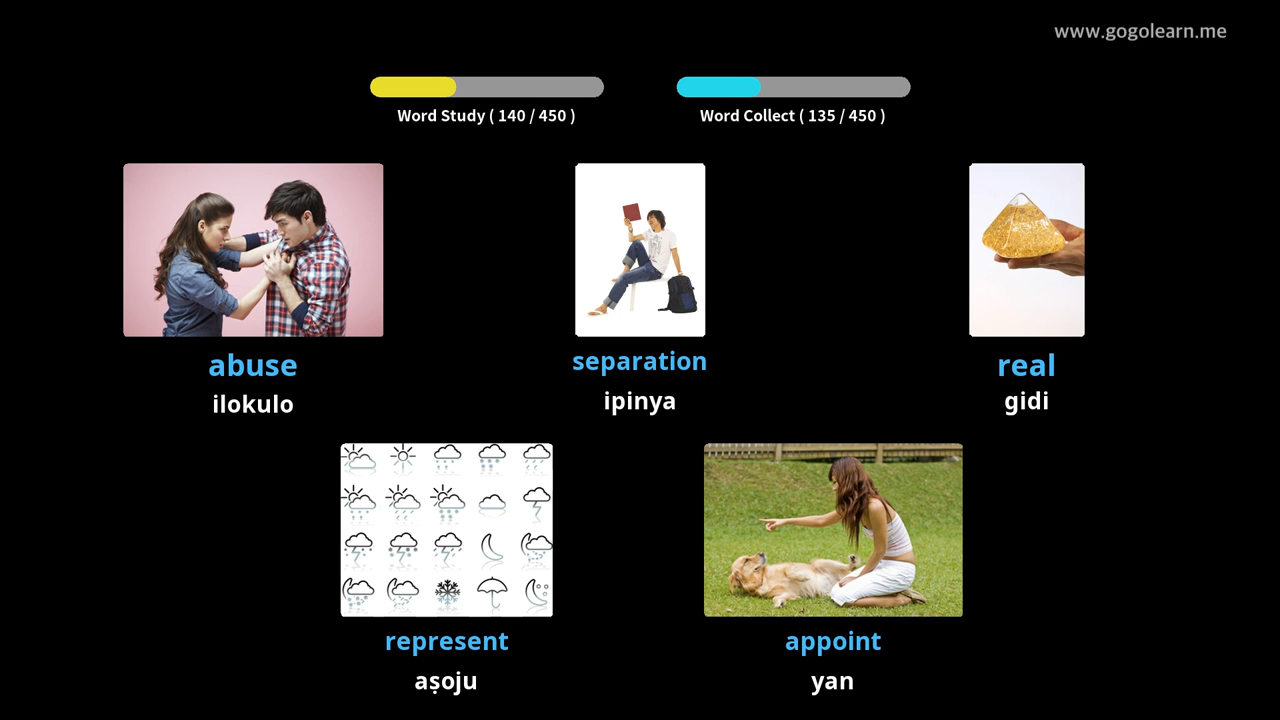 www.gogolearn.me
Word Study ( 140 / 450 )
Word Collect ( 135 / 450 )
abuse
ilokulo
separation
ipinya
real
gidi
represent
aṣoju
appoint
yan